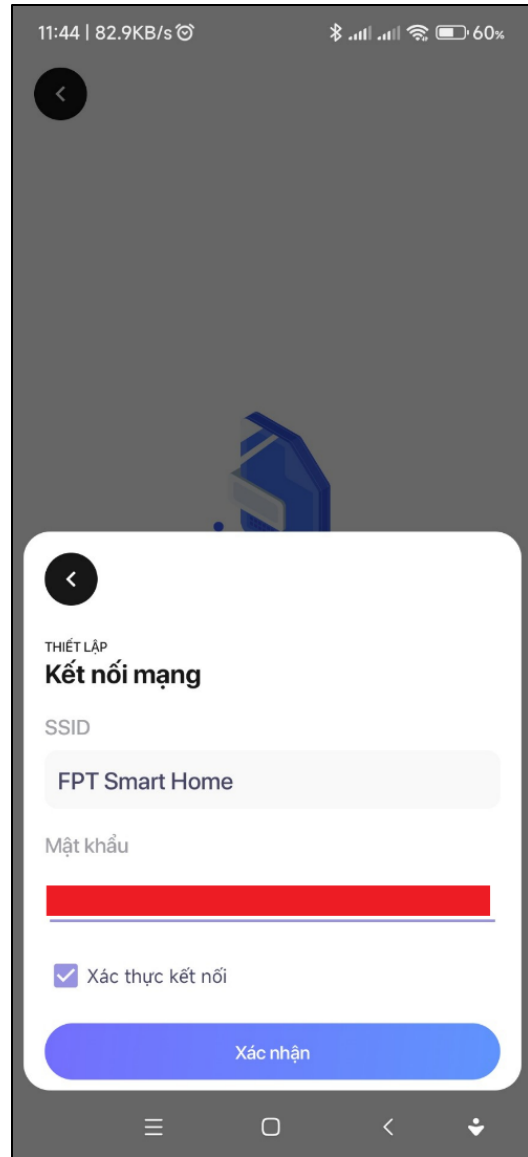 11:44 | 82.9KB/s 60%
THIẾT LẬP
Kết nối mạng
SSID
FPT Smart Home
Mật khẩu
Xác thực kết nối
Xác nhận